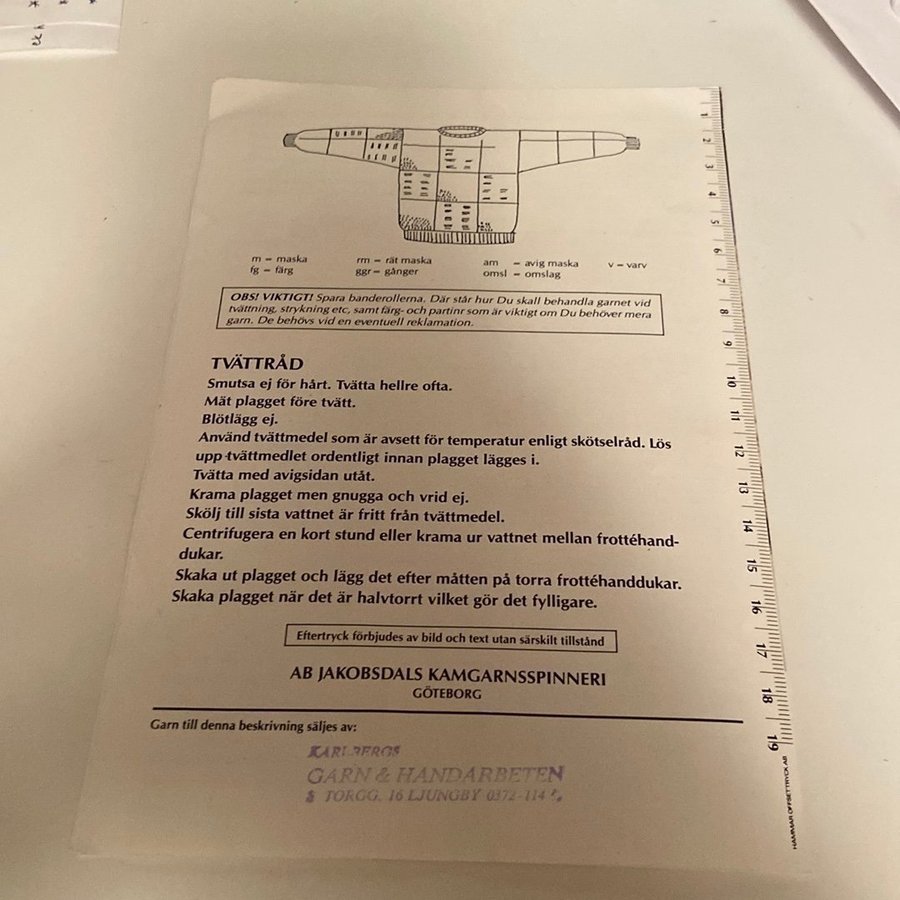 m – maska rm – rät maska am – avig maska v – varv
fg – färg ggr – gånger omsl – omslag
OBS! VIKTIGT! Spara banderollerna. Där står hur Du skall behandla garnet vid
tvättning, strykning etc, samt färg- och partinr som är viktigt om Du behöver mera
garn. De behövs vid en eventuell reklamation.
TVÄTTRÅD
Smutsa ej för hårt. Tvätta hellre ofta.
Mät plagget före tvätt.
Blötlägg ej.
Använd tvättmedel som är avsett för temperatur enligt skötselråd. Lös
upp tvättmedlet ordentligt innan plagget lägges i.
Tvätta med avigsidan utåt.
Krama plagget men gnugga och vrid ej.
Skölj till sista vattnet är fritt från tvättmedel.
Centrifugera en kort stund eller krama ur vattnet mellan frottéhand-
dukar.
Skaka ut plagget och lägg det efter måtten på torra frottéhanddukar.
Skaka plagget när det är halvtorrt vilket gör det fylligare.
Eftertryck förbjudes av bild och text utan särskilt tillstånd
AB JAKOBSDALS KAMGARNSSPINNERI
GÖTEBORG
Garn till denna beskrivning säljes av:
KARLBERGS
GARN & HANDARBETEN
TORGG. 16 LJUNGBY 0372-114
1
2
3
4
5
6
7
8
9
10
11
12
13
14
15
16
17
18
19
HAMMAR OFFSETTRYCK AB